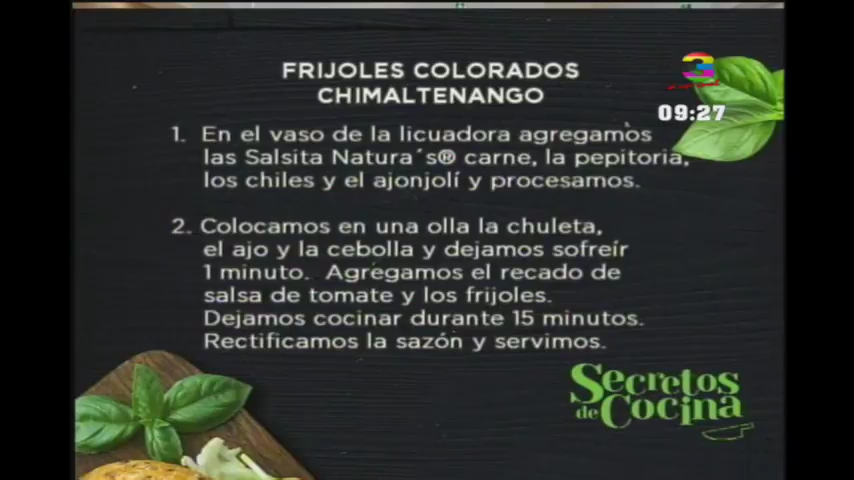 FRIJOLES COLORADOS
CHIMALTENANGO
3
09:27
1. En el vaso de la licuadora agregamos
las Salsita Natura´s® carne, la pepitoria,
los chiles y el ajonjolí y procesamos.
2. Colocamos en una olla la chuleta,
el ajo y la cebolla y dejamos sofreír
1 minuto. Agregamos el recado de
salsa de tomate y los frijoles.
Dejamos cocinar durante 15 minutos.
Rectificamos la sazón y servimos.
Secretos
de Cocina